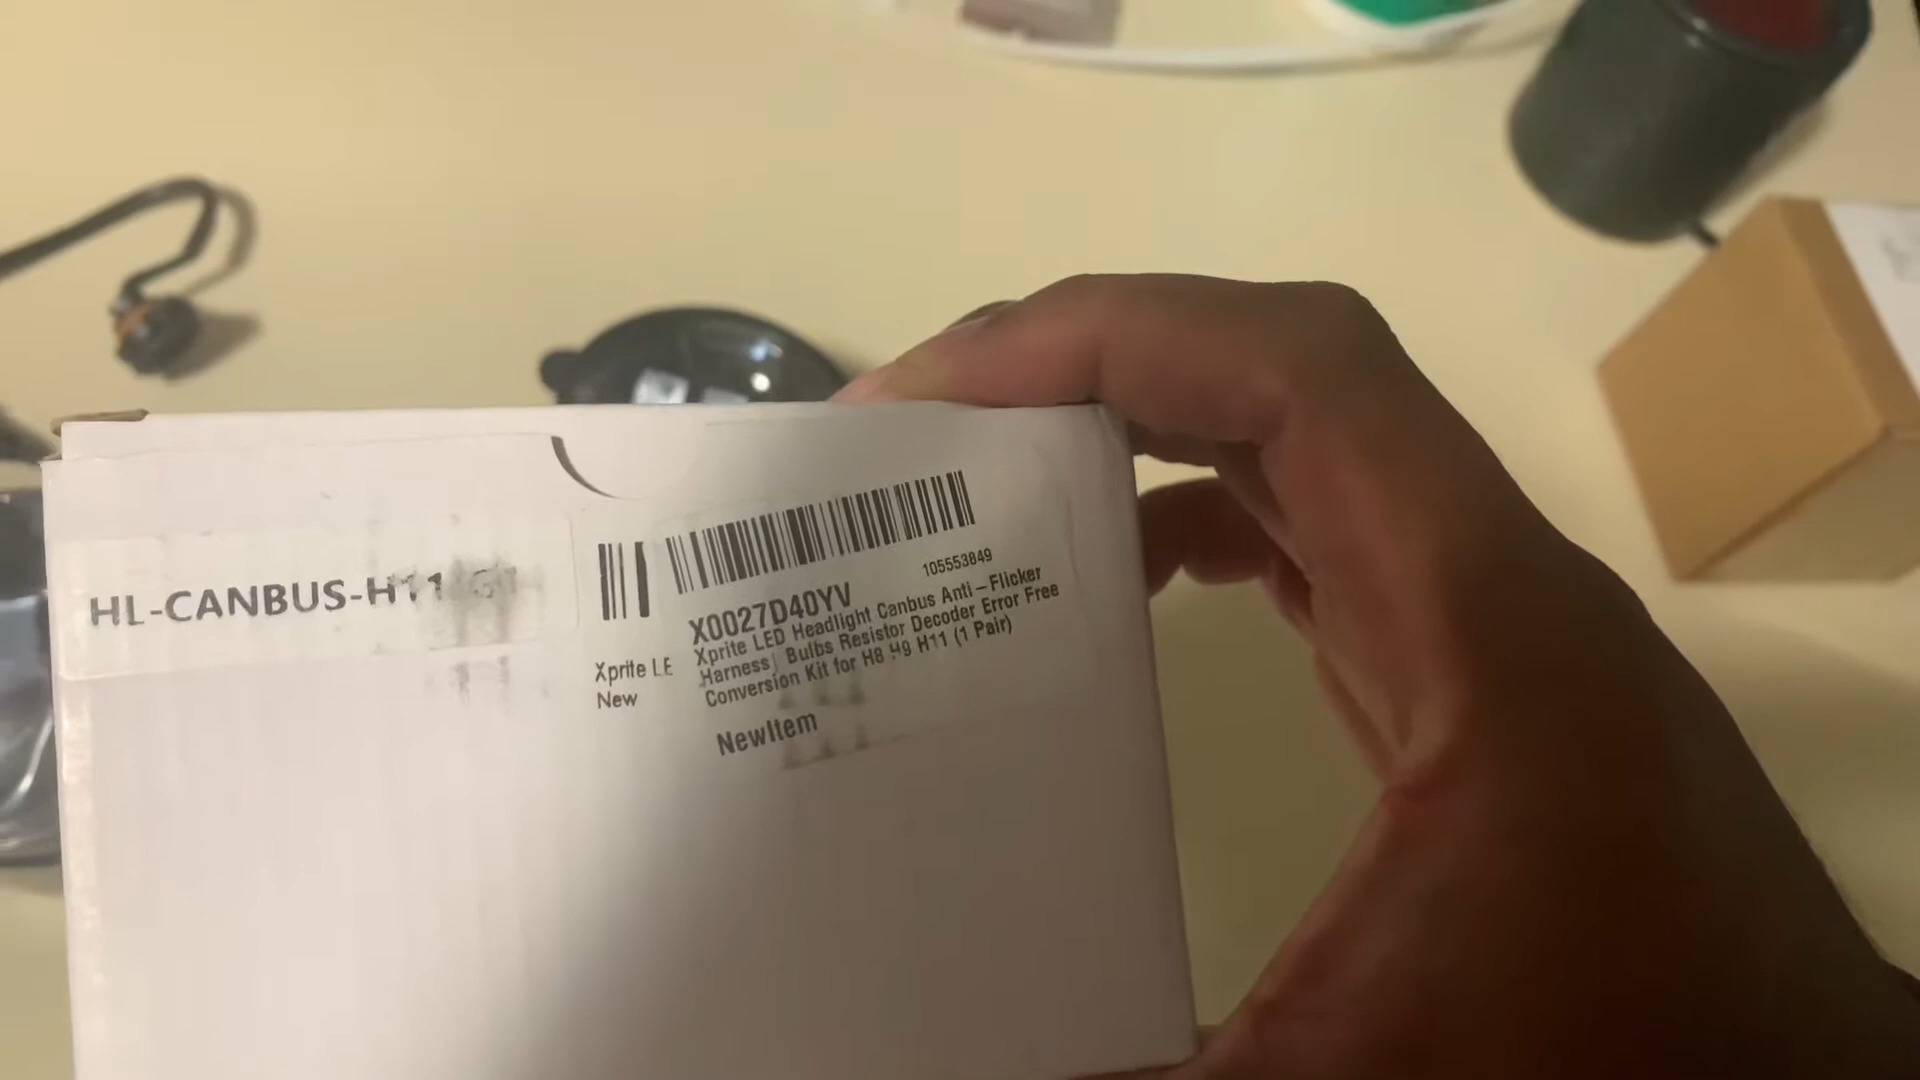 HL-CANBUS-H11
Xprite LE
New
105553849
X0027D40YV
Xprite LED Headlight Canbus Anti-Flicker
Harness Bulbs Resistor Decoder Error Free
Conversion Kit for H8 H9 H11 (1 Pair)
NewItem